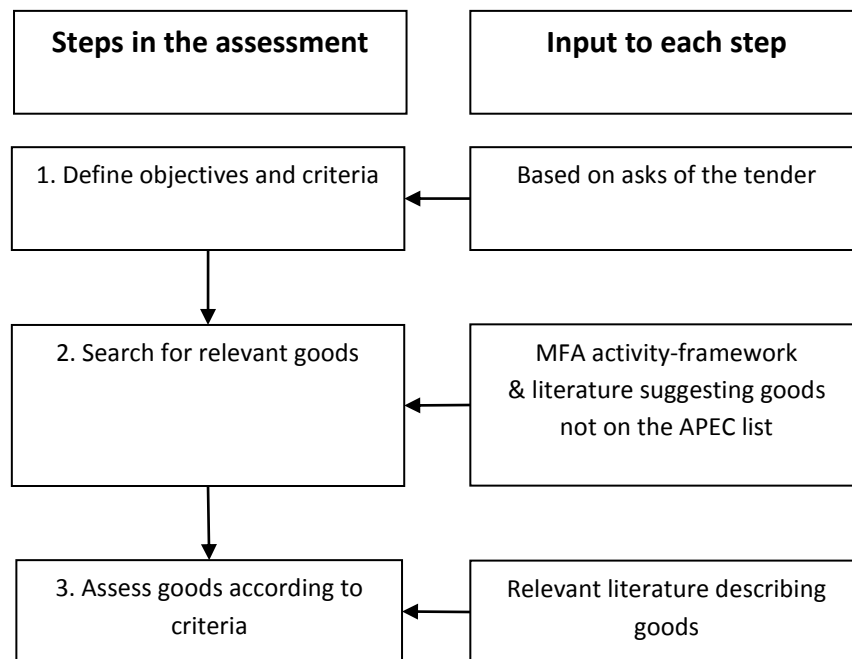 Steps in the assessment
Input to each step
1. Define objectives and criteria
Based on asks of the tender
2. Search for relevant goods
MFA activity-framework
& literature suggesting goods
not on the APEC list
3. Assess goods according to
criteria
Relevant literature describing
goods